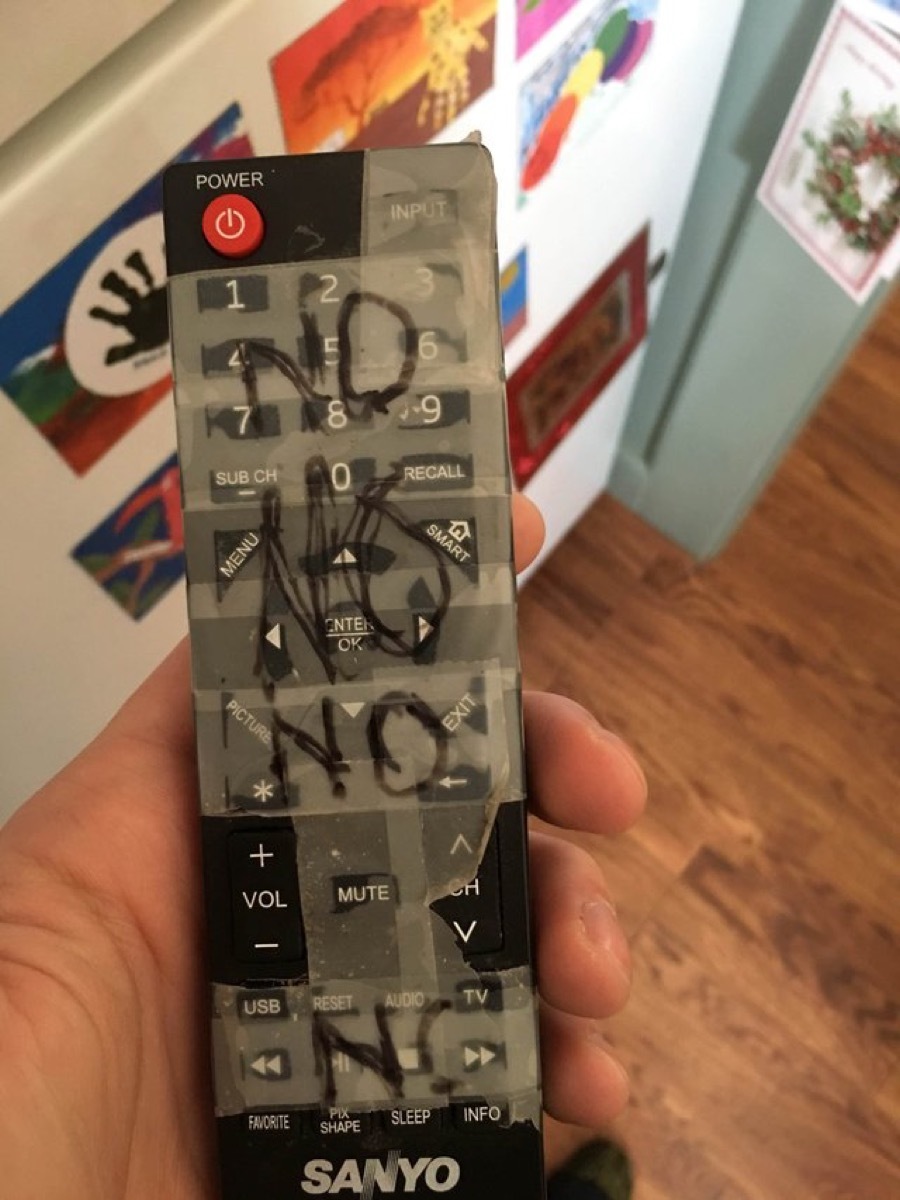 POWER
INPUT
1 2 3
NO
4 5 6
7 8 9
SUB CH 0 RECALL
–
MENU SMART
NO
ENTER
OK
PICTURE EXIT
NO
* ←
+
VOL MUTE CH
–
USB RESET AUDIO TV
NO
FAVORITE PIX SHAPE SLEEP INFO
SANYO